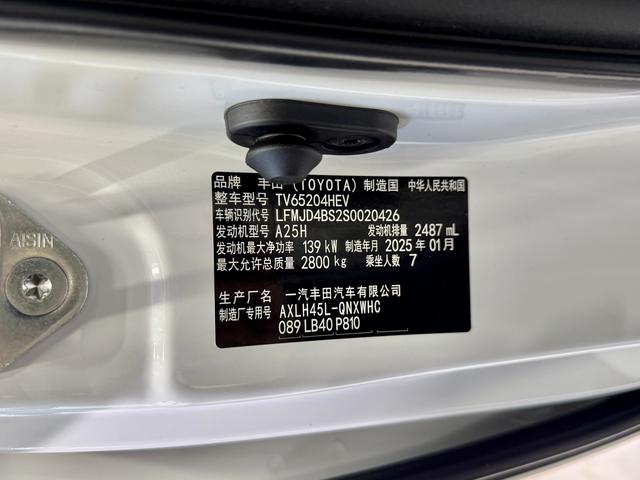 品牌 丰田 (TOYOTA) 制造国 中华人民共和国
整车型号 TV65204HEV
车辆识别代号 LFMJD4BS2S0020426
发动机型号 A25H 发动机排量 2487 mL
发动机最大净功率 139 kW 制造年月 2025 年 01 月
最大允许总质量 2800 kg 乘坐人数 7
AISIN
生产厂名 一汽丰田汽车有限公司
制造厂专用号 AXLH45L-QNXWHC
089 LB40 P810